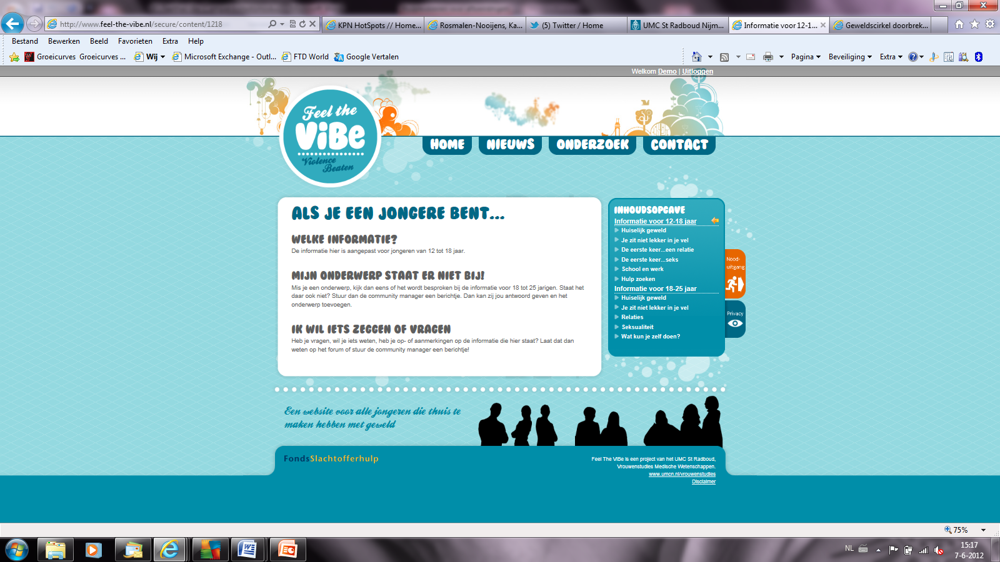 http://www.feel-the-vibe.nl/secure/content/1218
KPN HotSpots // Home...
Rosmalen-Nooijens, Ka...
(5) Twitter / Home
UMC St Radboud Nijm...
Informatie voor 12-1...
Geweldscirkel doorbrek...
Bestand Bewerken Beeld Favorieten Extra Help
Groeicurves Groeicurves ... Wij Microsoft Exchange - Outl... FTD World Google Vertalen
Pagina Beveiliging Extra
Welkom Demo | Uitloggen
Feel the
ViBe
Violence
Beaten
HOME NIEUWS ONDERZOEK CONTACT
ALS JE EEN JONGERE BENT...
WELKE INFORMATIE?
De informatie hier is aangepast voor jongeren van 12 tot 18 jaar.
MIJN ONDERWERP STAAT ER NIET BIJ!
Mis je een onderwerp, kijk dan eens of het wordt besproken bij de informatie voor 18 tot 25 jarigen. Staat het
daar ook niet? Stuur dan de community manager een berichtje. Dan kan zij jou antwoord geven en het
onderwerp toevoegen.
IK WIL IETS ZEGGEN OF VRAGEN
Heb je vragen, wil je iets weten, heb je op- of aanmerkingen op de informatie die hier staat? Laat dat dan
weten op het forum of stuur de community manager een berichtje!
INHOUDSOPGAVE
Informatie voor 12-18 jaar
Huiselijk geweld
Je zit niet lekker in je vel
De eerste keer...een relatie
De eerste keer...seks
School en werk
Hulp zoeken
Informatie voor 18-25 jaar
Huiselijk geweld
Je zit niet lekker in je vel
Relaties
Seksualiteit
Wat kun je zelf doen?
Nood-
uitgang
Privacy
Een website voor alle jongeren die thuis te
maken hebben met geweld
FondsSlachtofferhulp
Feel The ViBe is een project van het UMC St Radboud,
Vrouwenstudies Medische Wetenschappen.
www.umcn.nl/vrouwenstudies
Disclaimer
75%
NL
15:17
7-6-2012